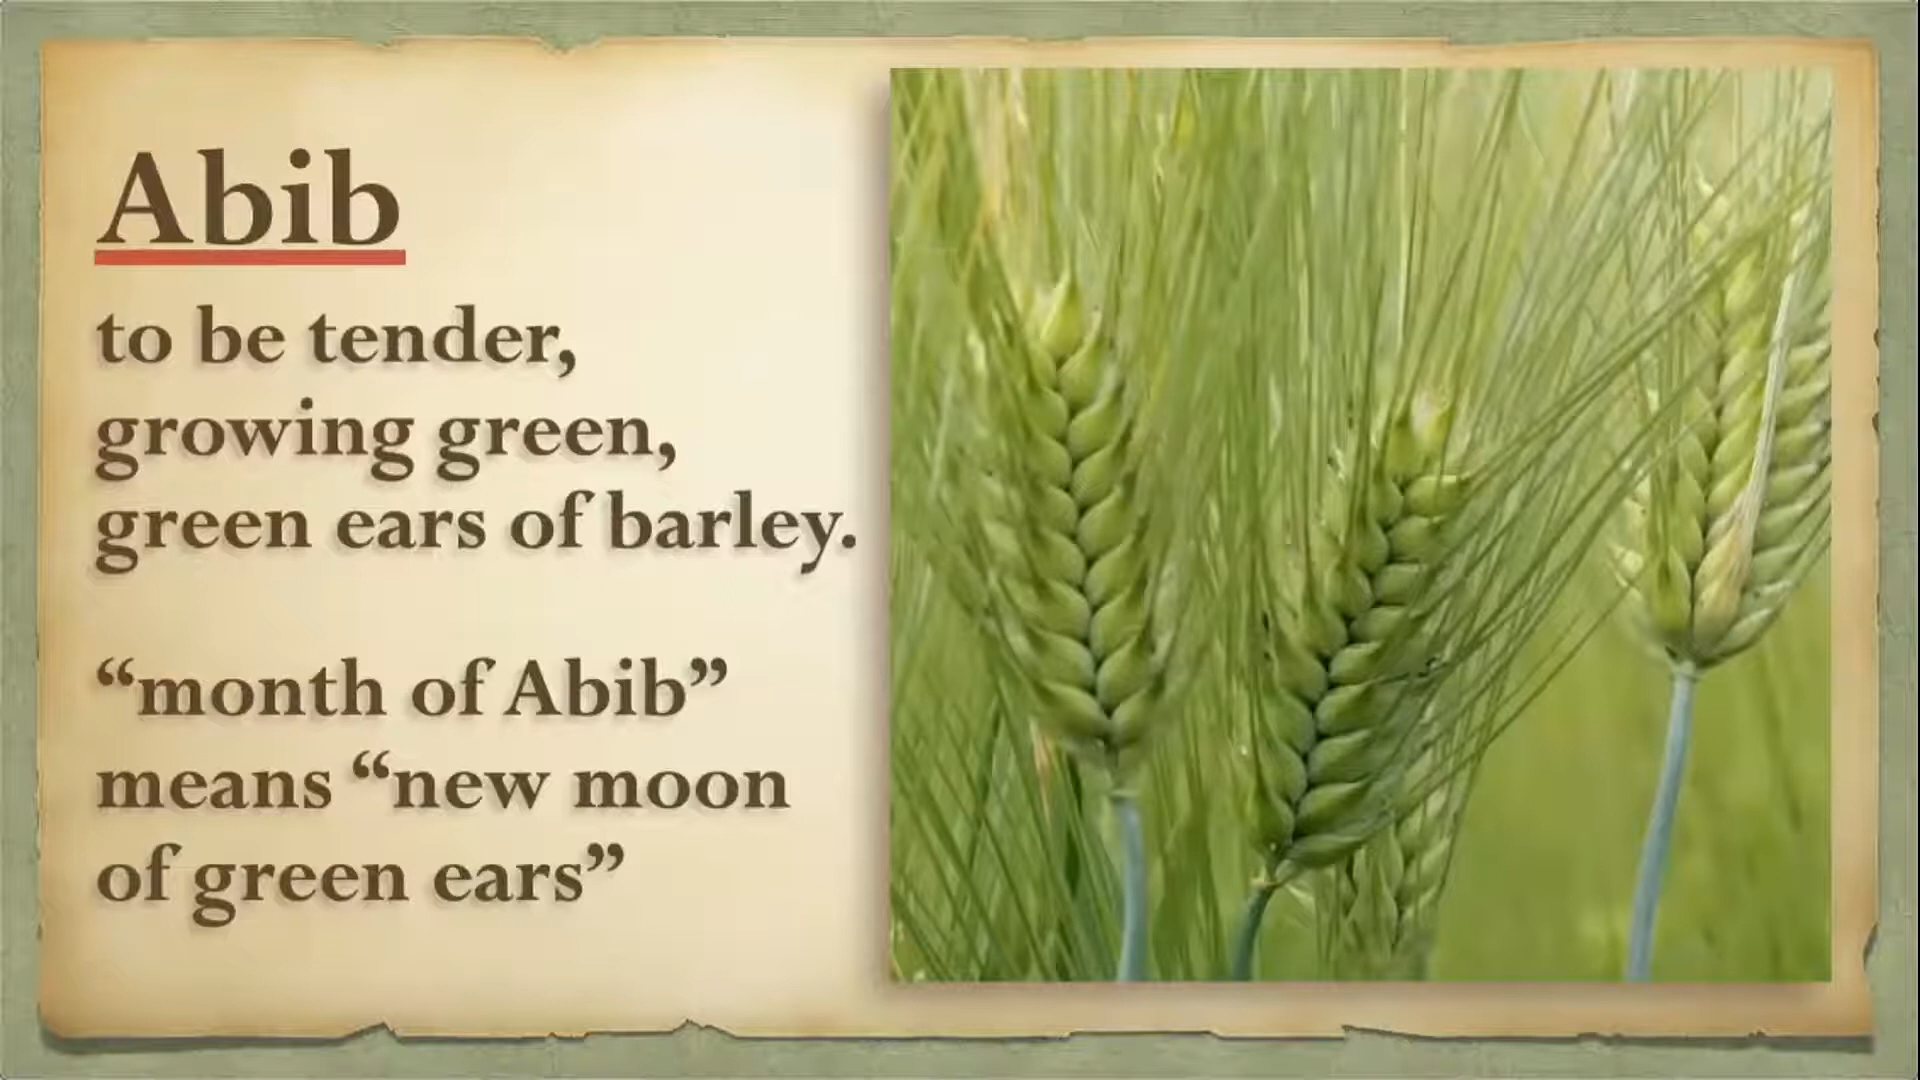 Abib
to be tender,
growing green,
green ears of barley.
“month of Abib”
means “new moon
of green ears”